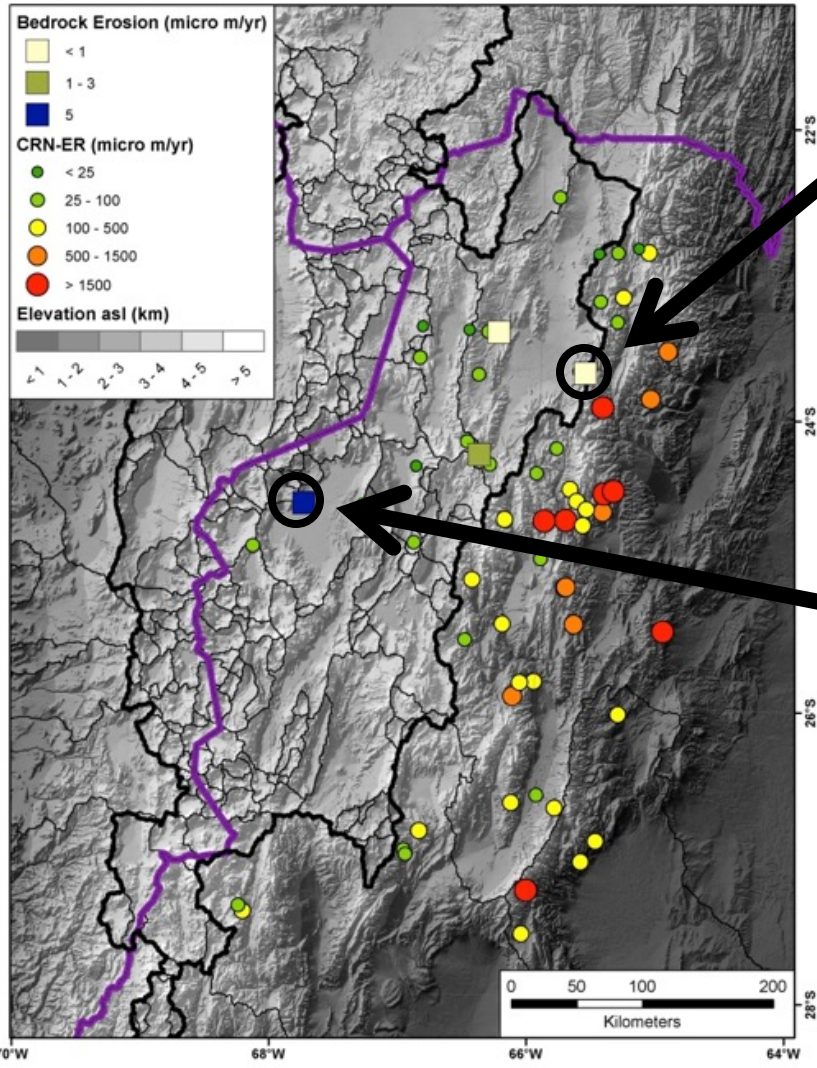 Bedrock Erosion (micro m/yr)
< 1
1 - 3
5
CRN-ER (micro m/yr)
< 25
25 - 100
100 - 500
500 - 1500
> 1500
Elevation asl (km)
< 1
1 - 2
2 - 3
3 - 4
4 - 5
> 5
22°S
24°S
26°S
28°S
0 50 100 200
Kilometers
70°W 68°W 66°W 64°W